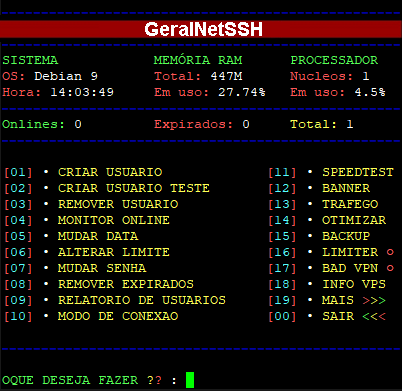 GeralNetSSH
SISTEMA MEMÓRIA RAM PROCESSADOR
OS: Debian 9 Total: 447M Nucleos: 1
Hora: 14:03:49 Em uso: 27.74% Em uso: 4.5%
Onlines: 0 Expirados: 0 Total: 1
[01] • CRIAR USUARIO [11] • SPEEDTEST
[02] • CRIAR USUARIO TESTE [12] • BANNER
[03] • REMOVER USUARIO [13] • TRAFEGO
[04] • MONITOR ONLINE [14] • OTIMIZAR
[05] • MUDAR DATA [15] • BACKUP
[06] • ALTERAR LIMITE [16] • LIMITER ○
[07] • MUDAR SENHA [17] • BAD VPN ○
[08] • REMOVER EXPIRADOS [18] • INFO VPS
[09] • RELATORIO DE USUARIOS [19] • MAIS >>>
[10] • MODO DE CONEXAO [00] • SAIR <<<
OQUE DESEJA FAZER ?? :